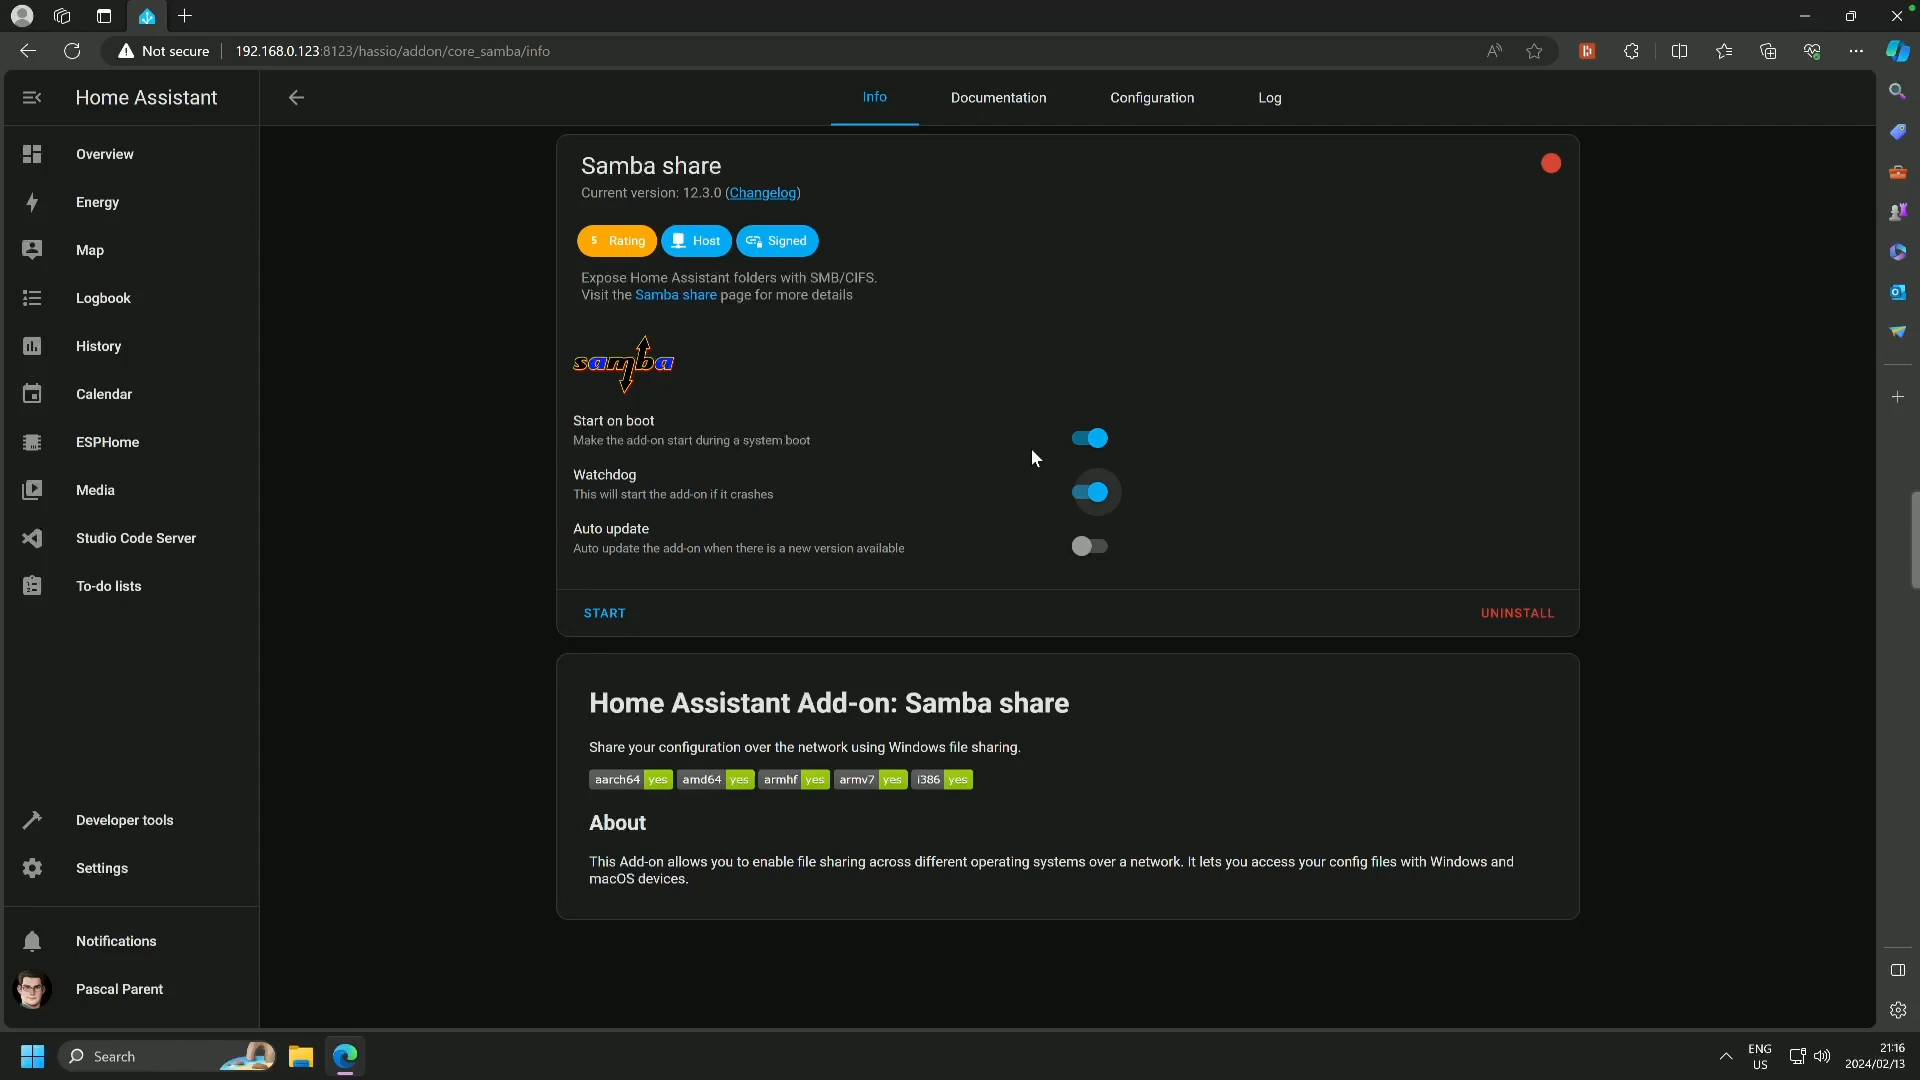 Not secure
192.168.0.123:8123/hassio/addon/core_samba/info
Home Assistant
Info
Documentation
Configuration
Log
Overview
Energy
Map
Logbook
History
Calendar
ESPHome
Media
Studio Code Server
To-do lists
Developer tools
Settings
Notifications
Pascal Parent
Samba share
Current version: 12.3.0 (Changelog)
5 Rating
Host
Signed
Expose Home Assistant folders with SMB/CIFS.
Visit the Samba share page for more details
samba
Start on boot
Make the add-on start during a system boot
Watchdog
This will start the add-on if it crashes
Auto update
Auto update the add-on when there is a new version available
START
UNINSTALL
Home Assistant Add-on: Samba share
Share your configuration over the network using Windows file sharing.
aarch64 yes amd64 yes armhf yes armv7 yes i386 yes
About
This Add-on allows you to enable file sharing across different operating systems over a network. It lets you access your config files with Windows and
macOS devices.
Search
ENG
US
21:16
2024/02/13